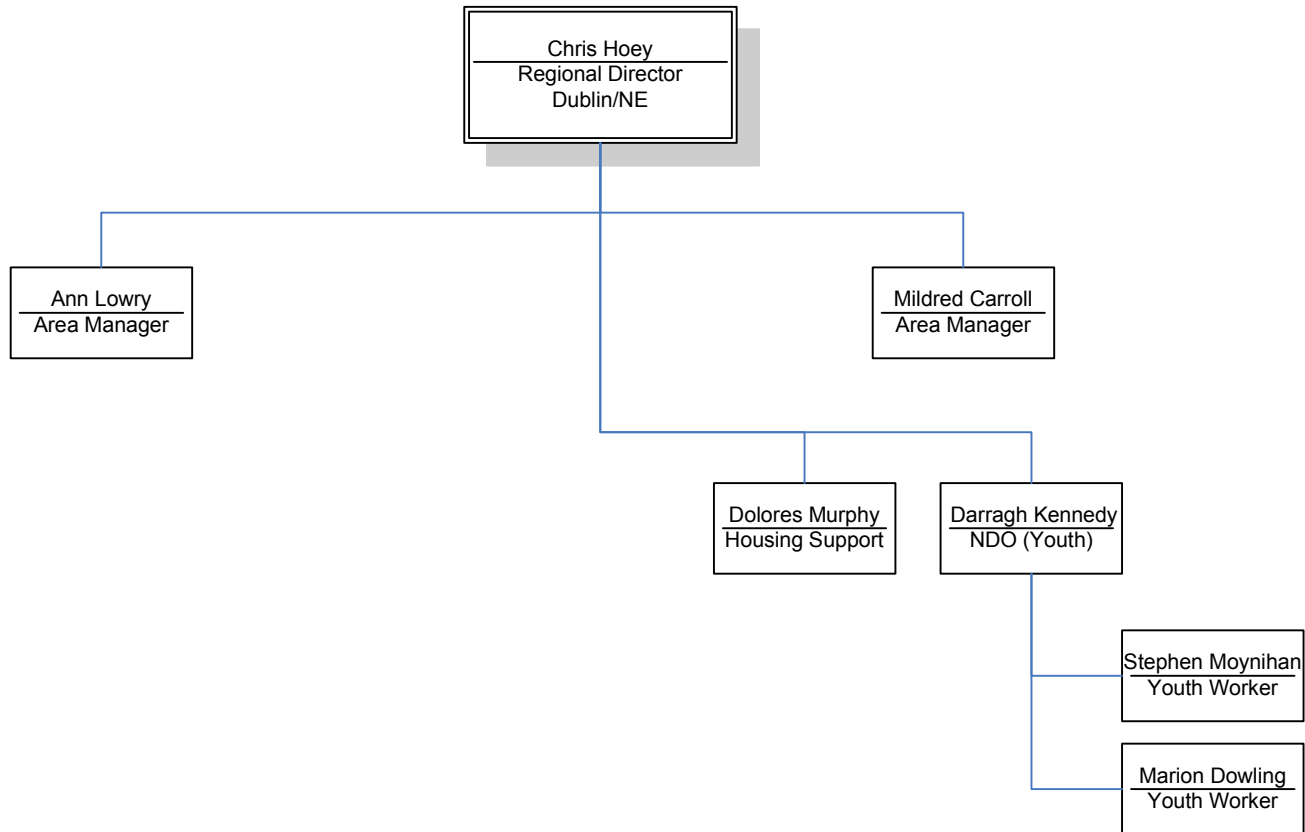 Chris Hoey
Regional Director
Dublin/NE
Ann Lowry
Area Manager
Mildred Carroll
Area Manager
Dolores Murphy
Housing Support
Darragh Kennedy
NDO (Youth)
Stephen Moynihan
Youth Worker
Marion Dowling
Youth Worker